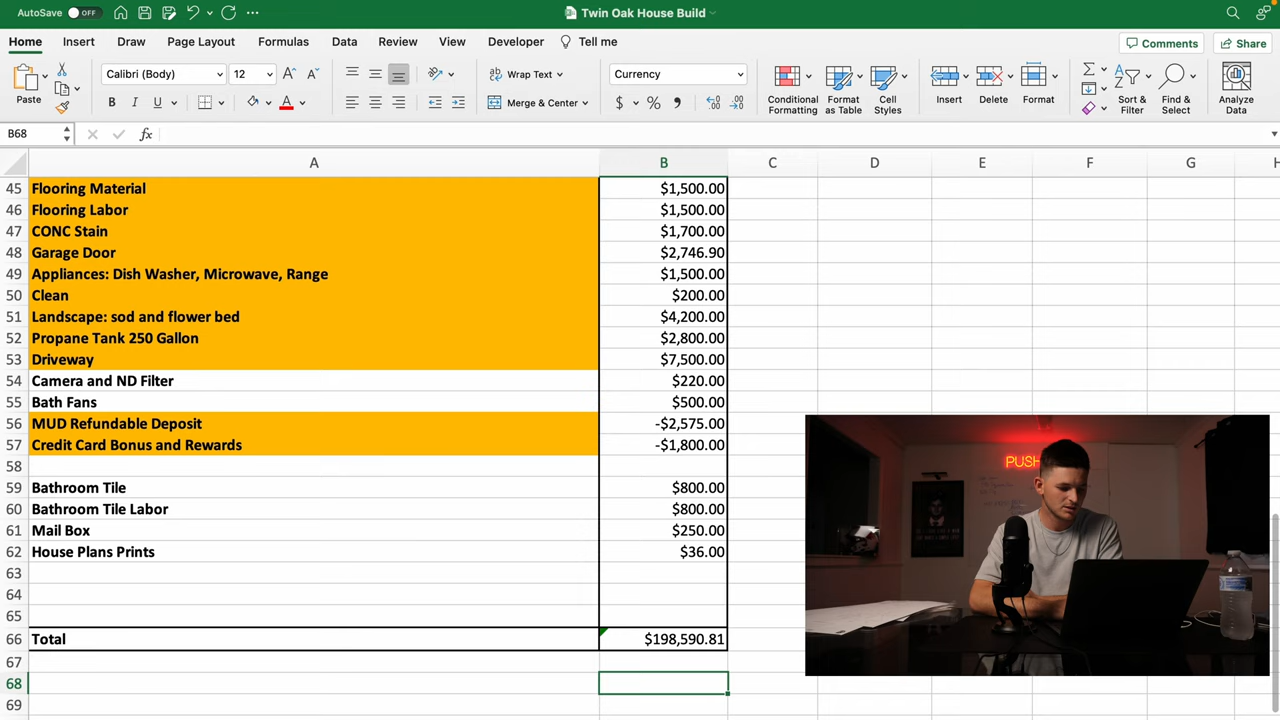 AutoSave OFF Twin Oak House Build
Home Insert Draw Page Layout Formulas Data Review View Developer Tell me Comments Share
Paste Calibri (Body) 12 Wrap Text Merge & Center Currency Conditional Formatting Format as Table Cell Styles Insert Delete Format Sort & Filter Find & Select Analyze Data
B68 fx
A B C D E F G H
45 Flooring Material $1,500.00
46 Flooring Labor $1,500.00
47 CONC Stain $1,700.00
48 Garage Door $2,746.90
49 Appliances: Dish Washer, Microwave, Range $1,500.00
50 Clean $200.00
51 Landscape: sod and flower bed $4,200.00
52 Propane Tank 250 Gallon $2,800.00
53 Driveway $7,500.00
54 Camera and ND Filter $220.00
55 Bath Fans $500.00
56 MUD Refundable Deposit -$2,575.00
57 Credit Card Bonus and Rewards -$1,800.00
58
59 Bathroom Tile $800.00
60 Bathroom Tile Labor $800.00
61 Mail Box $250.00
62 House Plans Prints $36.00
63
64
65
66 Total $198,590.81
67
68
69
PUSH